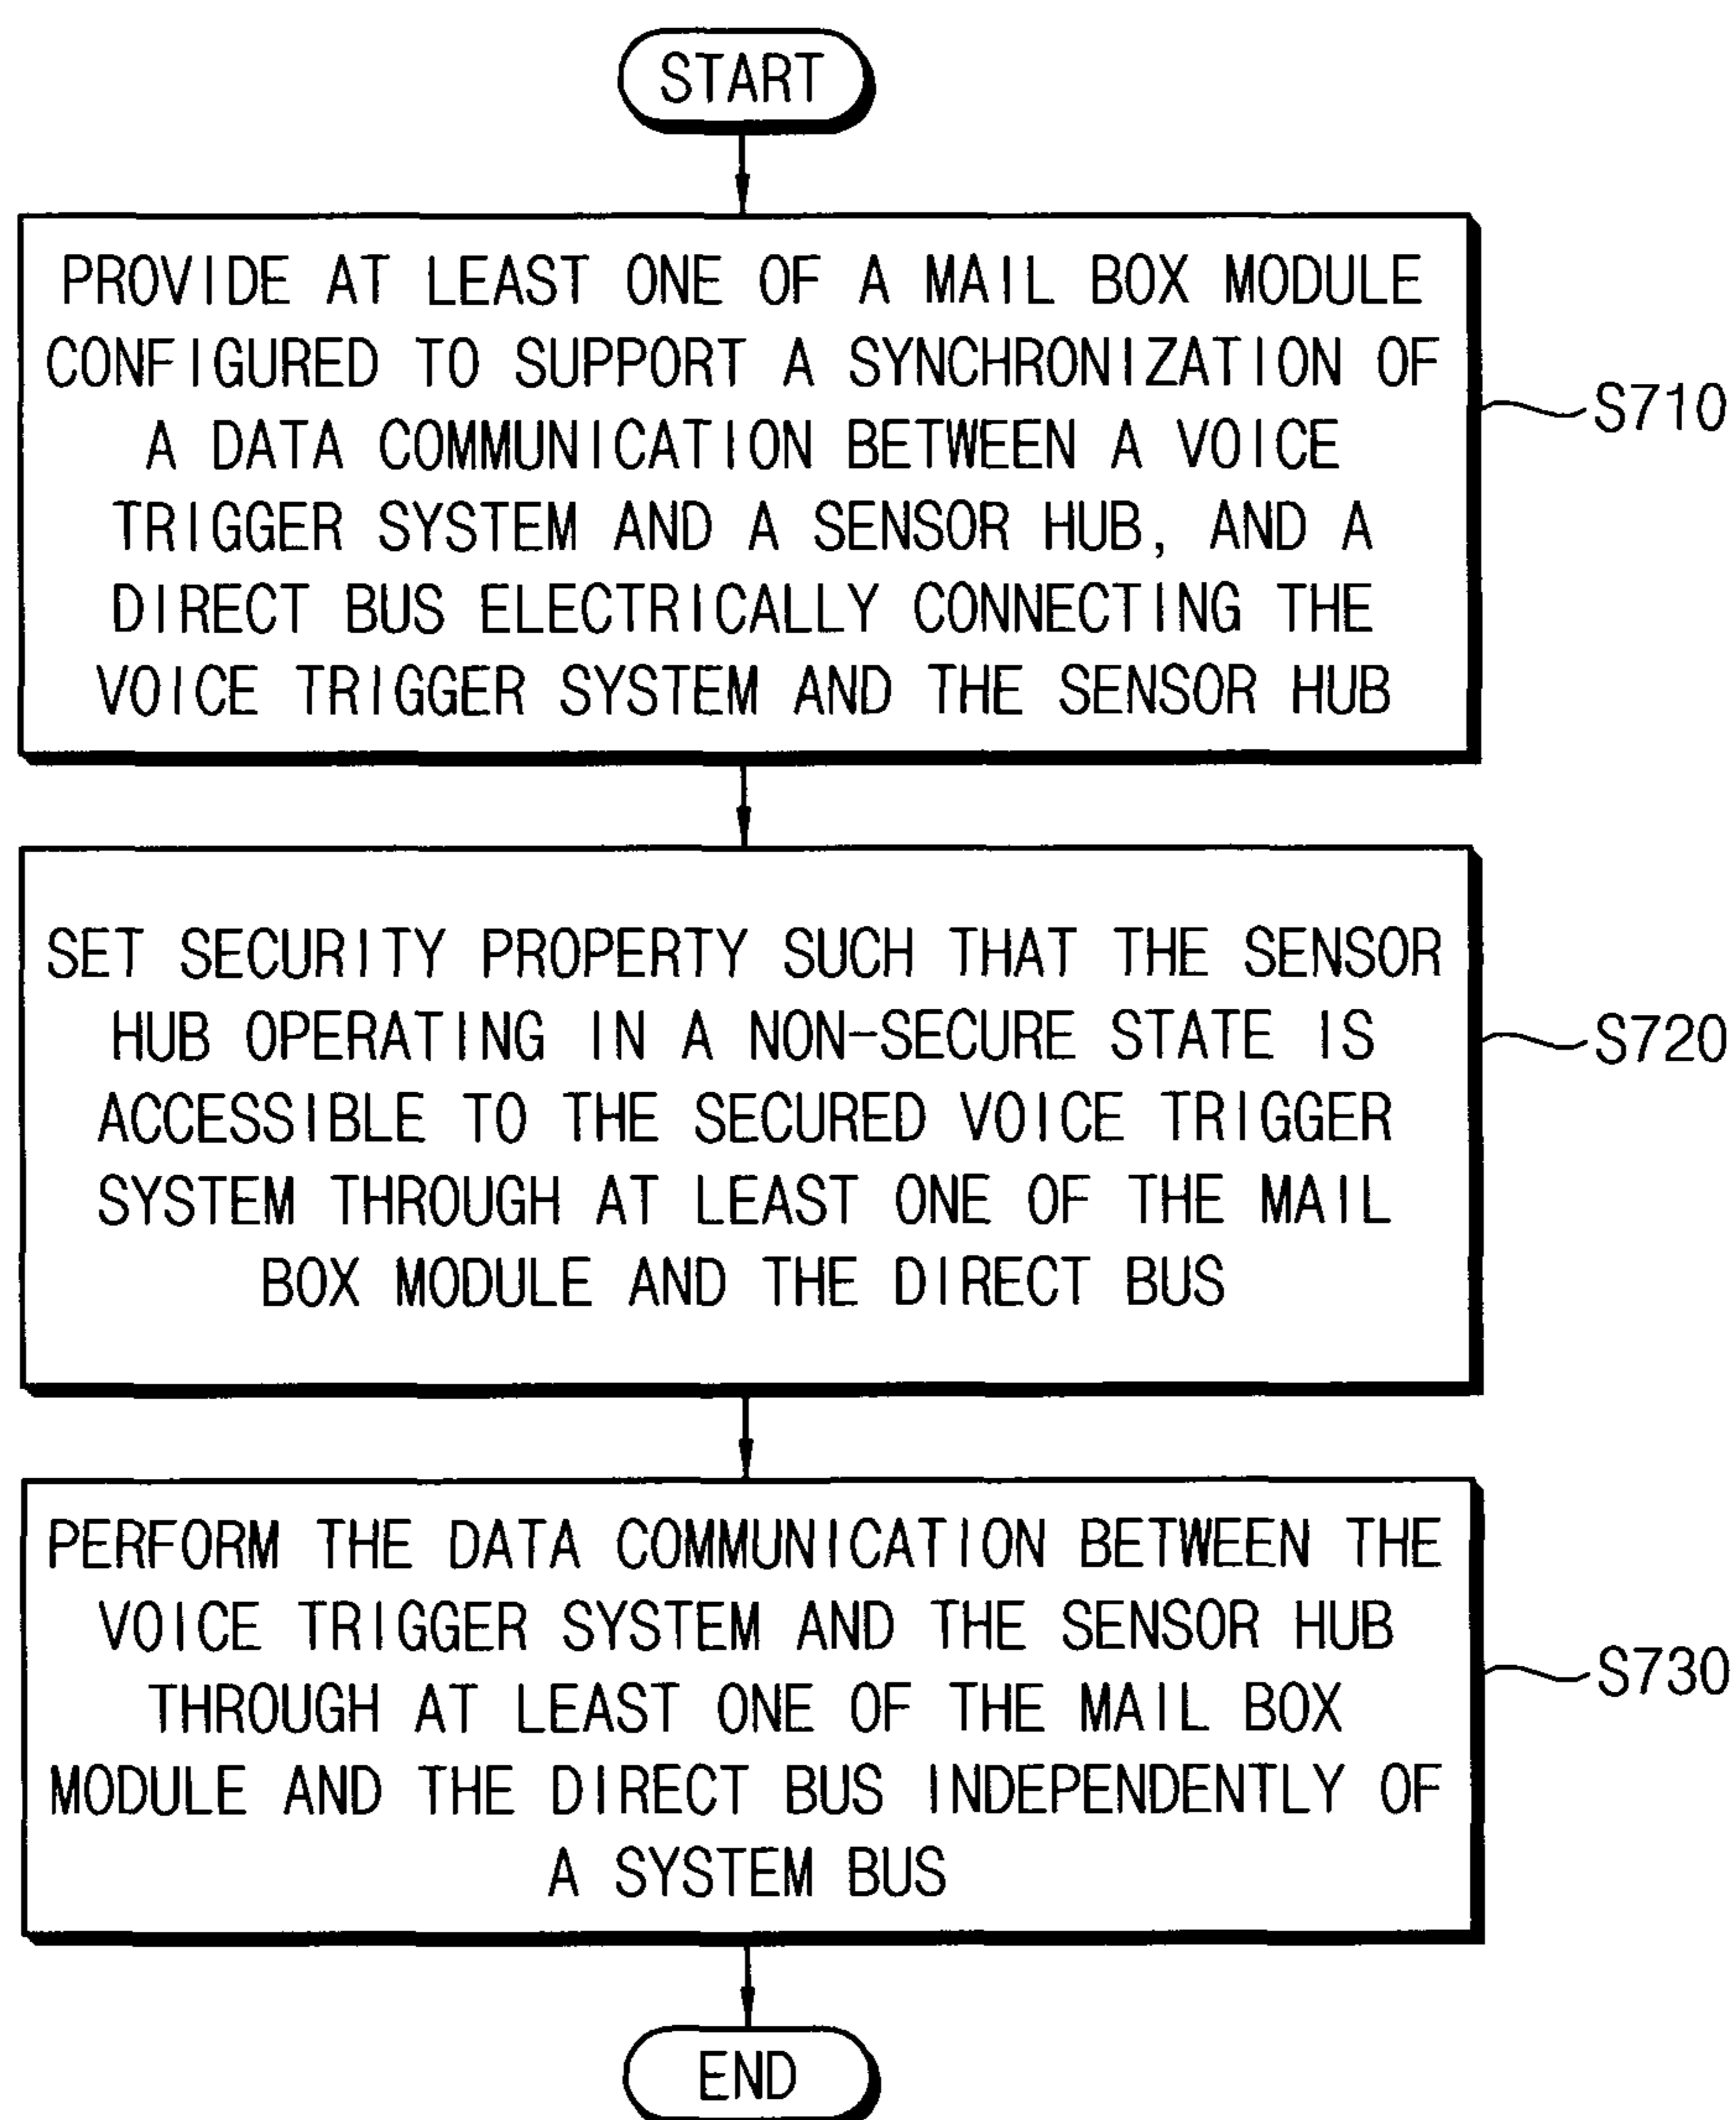 START
PROVIDE AT LEAST ONE OF A MAIL BOX MODULE
CONFIGURED TO SUPPORT A SYNCHRONIZATION OF
A DATA COMMUNICATION BETWEEN A VOICE
TRIGGER SYSTEM AND A SENSOR HUB, AND A
DIRECT BUS ELECTRICALLY CONNECTING THE
VOICE TRIGGER SYSTEM AND THE SENSOR HUB
S710
SET SECURITY PROPERTY SUCH THAT THE SENSOR
HUB OPERATING IN A NON-SECURE STATE IS
ACCESSIBLE TO THE SECURED VOICE TRIGGER
SYSTEM THROUGH AT LEAST ONE OF THE MAIL
BOX MODULE AND THE DIRECT BUS
S720
PERFORM THE DATA COMMUNICATION BETWEEN THE
VOICE TRIGGER SYSTEM AND THE SENSOR HUB
THROUGH AT LEAST ONE OF THE MAIL BOX
MODULE AND THE DIRECT BUS INDEPENDENTLY OF
A SYSTEM BUS
S730
END